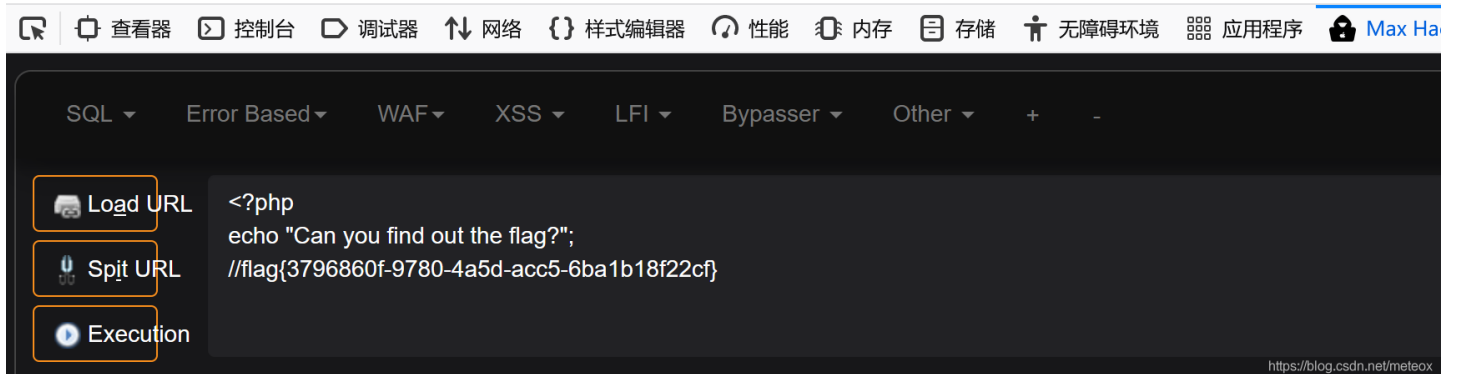 查看器 控制台 调试器 网络 {} 样式编辑器 性能 内存 存储 无障碍环境 应用程序 Max Ha
SQL Error Based WAF XSS LFI Bypasser Other + -
Load URL
<?php
echo "Can you find out the flag?";
Spit URL
//flag{3796860f-9780-4a5d-acc5-6ba1b18f22cf}
Execution
https://blog.csdn.net/meteox